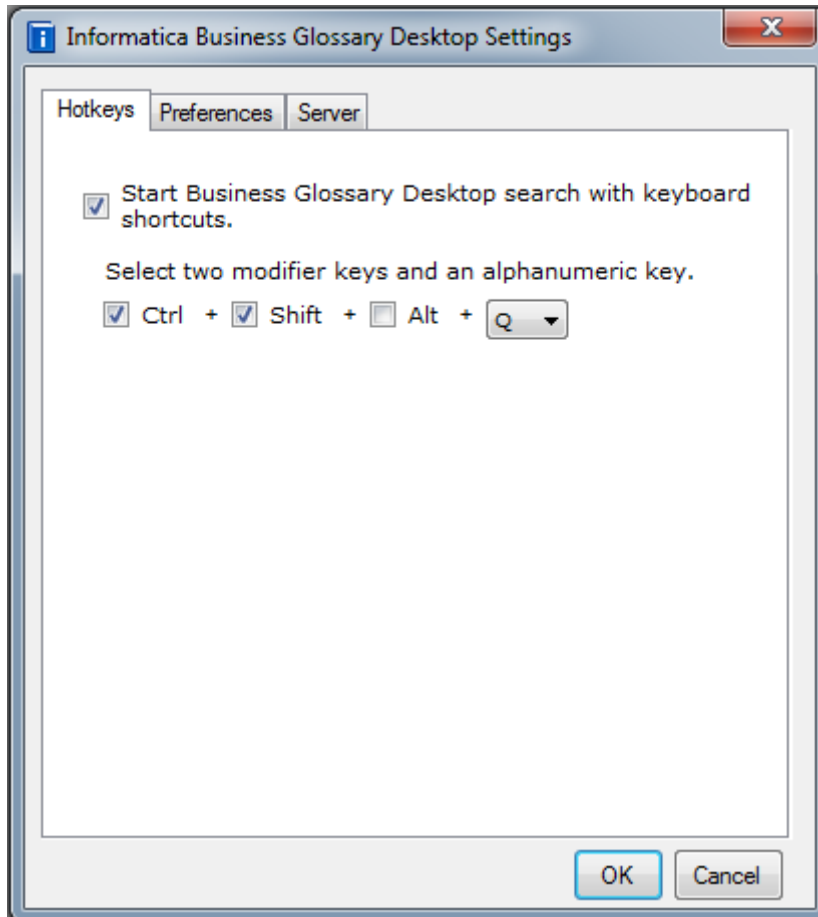 Informatica Business Glossary Desktop Settings
Hotkeys Preferences Server
Start Business Glossary Desktop search with keyboard
shortcuts.
Select two modifier keys and an alphanumeric key.
Ctrl + Shift + Alt + Q
OK Cancel